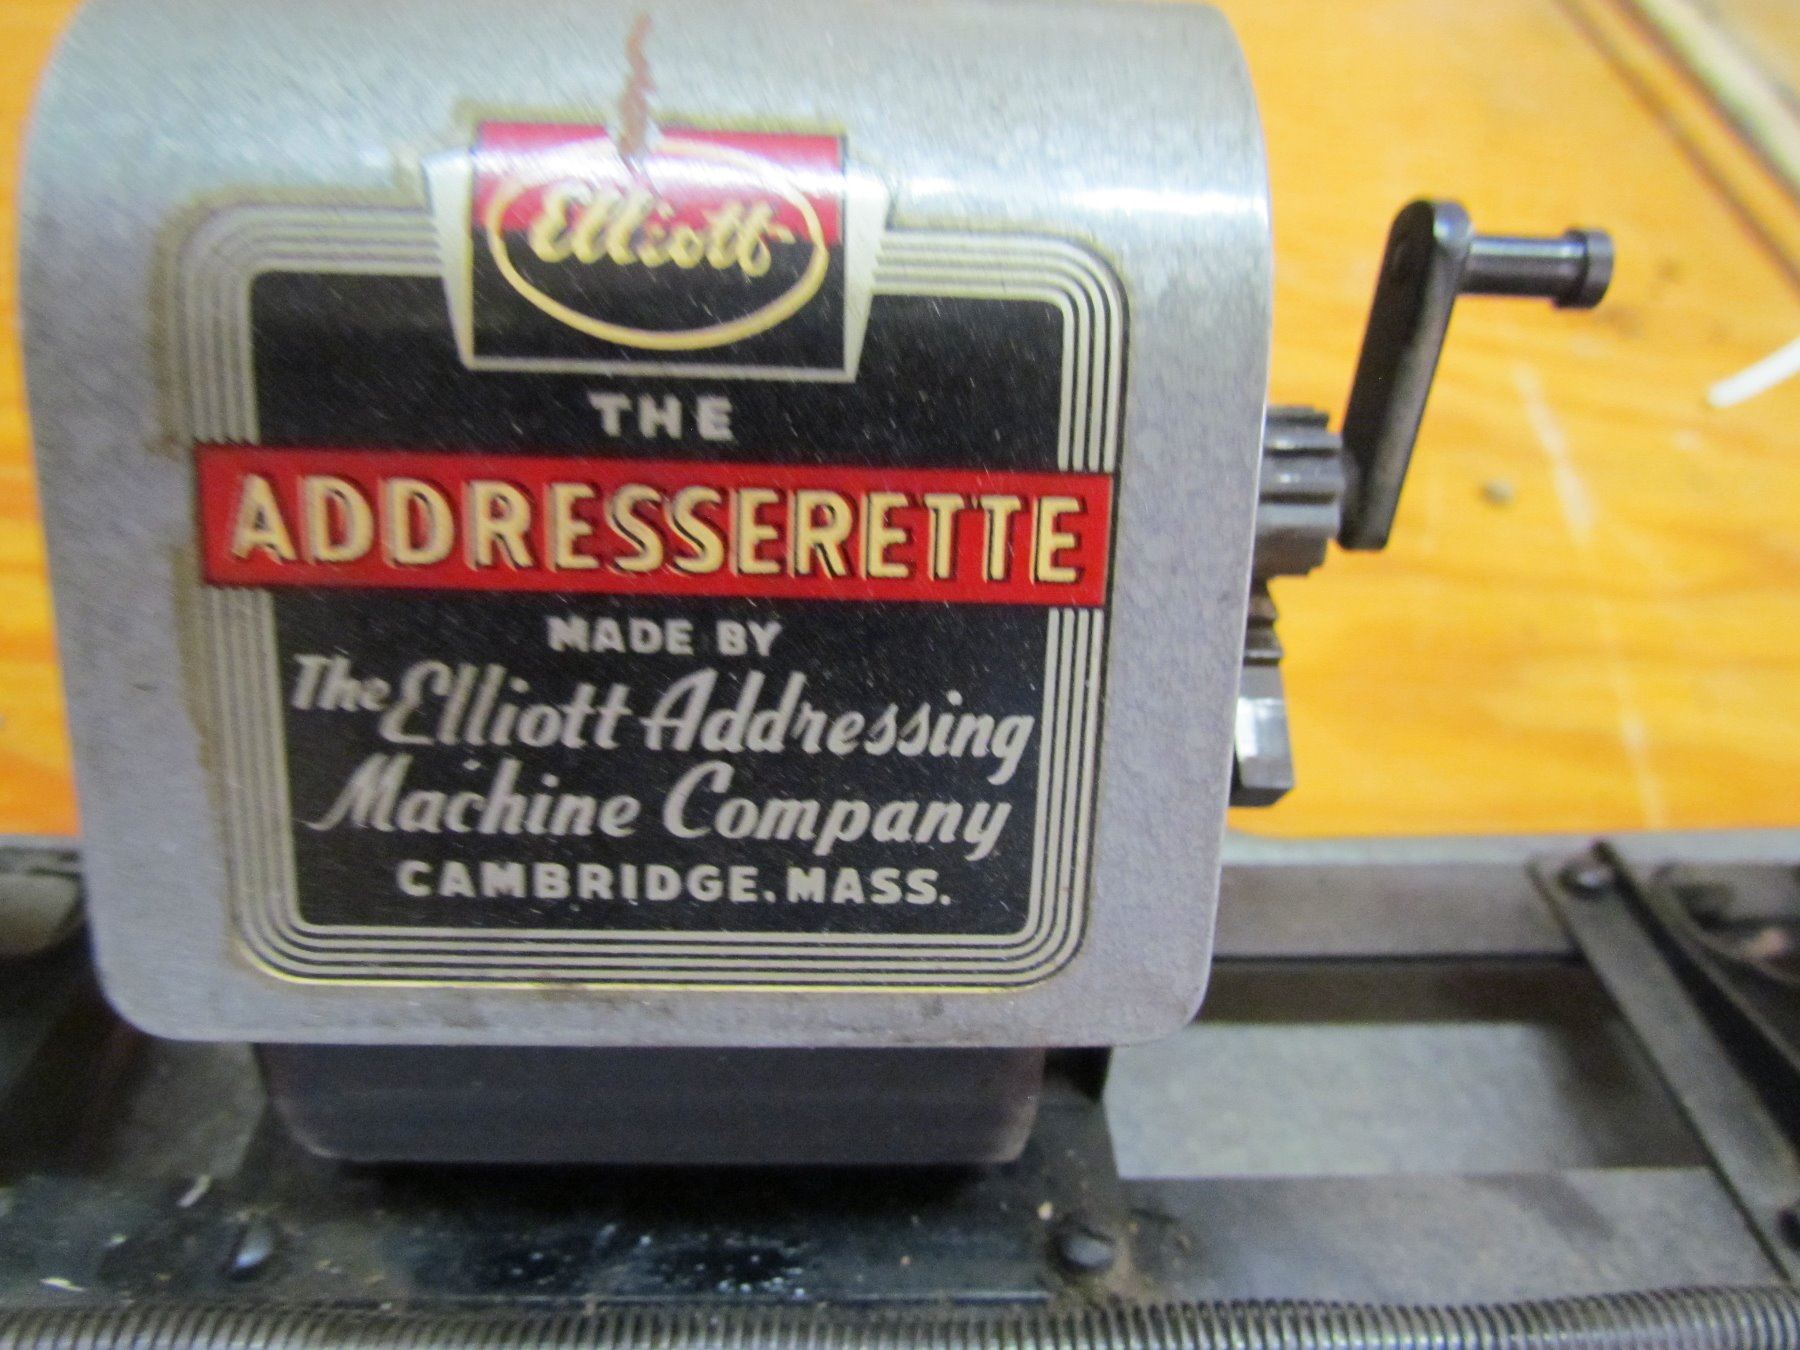 Elliott
THE
ADDRESSERETTE
MADE BY
The Elliott Addressing
Machine Company
CAMBRIDGE. MASS.